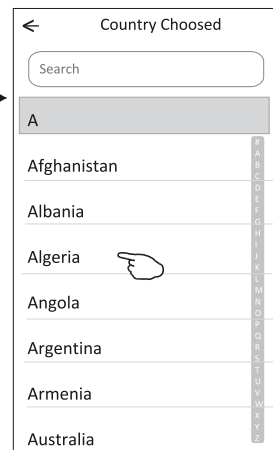 Country Choosed
Search
A
Afghanistan
Albania
Algeria
Angola
Argentina
Armenia
Australia
#
A
B
C
D
E
F
G
H
I
J
K
L
M
N
O
P
Q
R
S
T
U
V
W
X
Y
Z